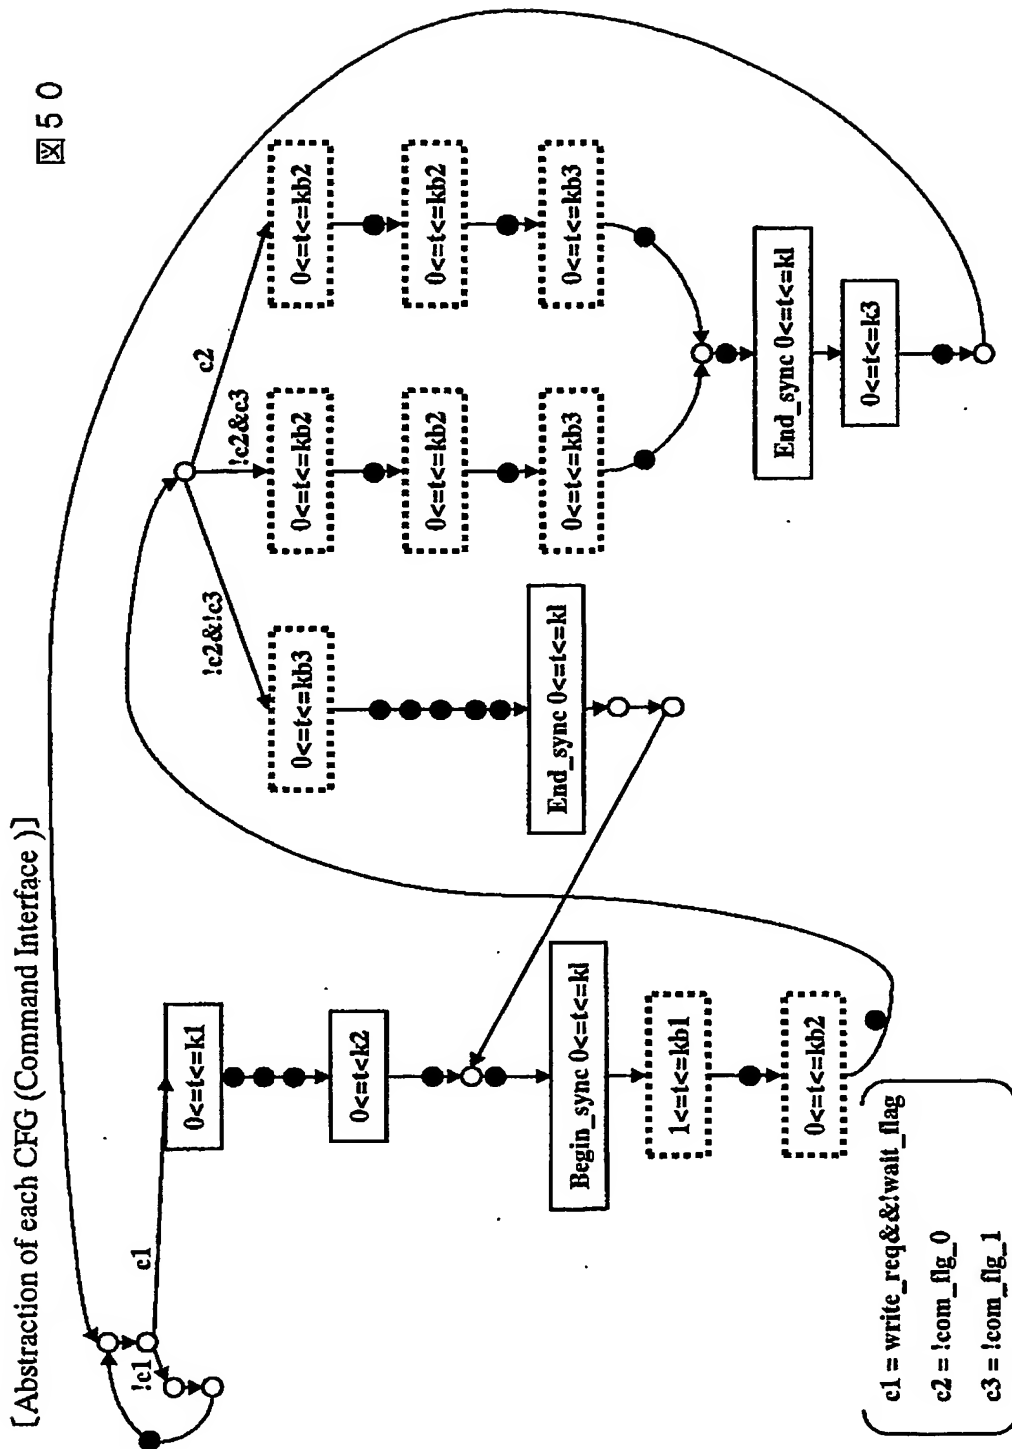 [Abstraction of each CFG (Command Interface )]
図５０
!c1
c1
0<=t<=k1
0<=t<k2
Begin_sync 0<=t<=kl
1<=t<=kb1
0<=t<=kb2
!c2&!c3
!c2&c3
c2
0<=t<=kb3
End_sync 0<=t<=kl
0<=t<=kb2
0<=t<=kb2
0<=t<=kb3
0<=t<=kb2
0<=t<=kb2
0<=t<=kb3
End_sync 0<=t<=kl
0<=t<=k3
c1 = write_req&&!wait_flag
c2 = !com_flg_0
c3 = !com_flg_1